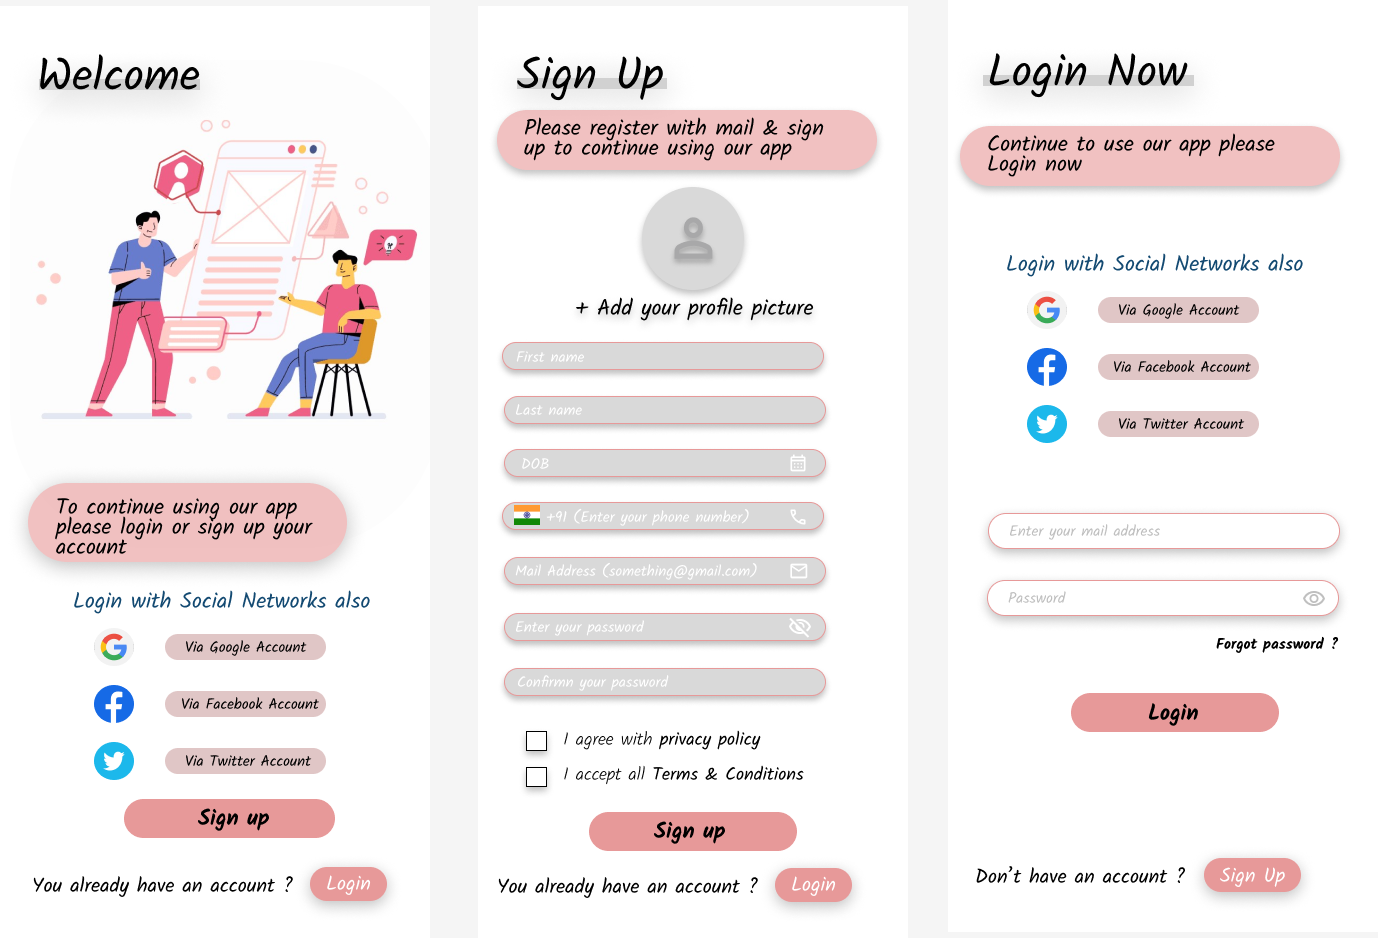 Welcome
To continue using our app
please login or sign up your
account
Login with Social Networks also
Via Google Account
Via Facebook Account
Via Twitter Account
Sign up
You already have an account ?
Login
Sign Up
Please register with mail & sign
up to continue using our app
+ Add your profile picture
First name
Last name
DOB
+91 (Enter your phone number)
Mail Address (something@gmail.com)
Enter your password
Confirmn your password
I agree with privacy policy
I accept all Terms & Conditions
Sign up
You already have an account ?
Login
Login Now
Continue to use our app please
Login now
Login with Social Networks also
Via Google Account
Via Facebook Account
Via Twitter Account
Enter your mail address
Password
Forgot password ?
Login
Don't have an account ?
Sign Up